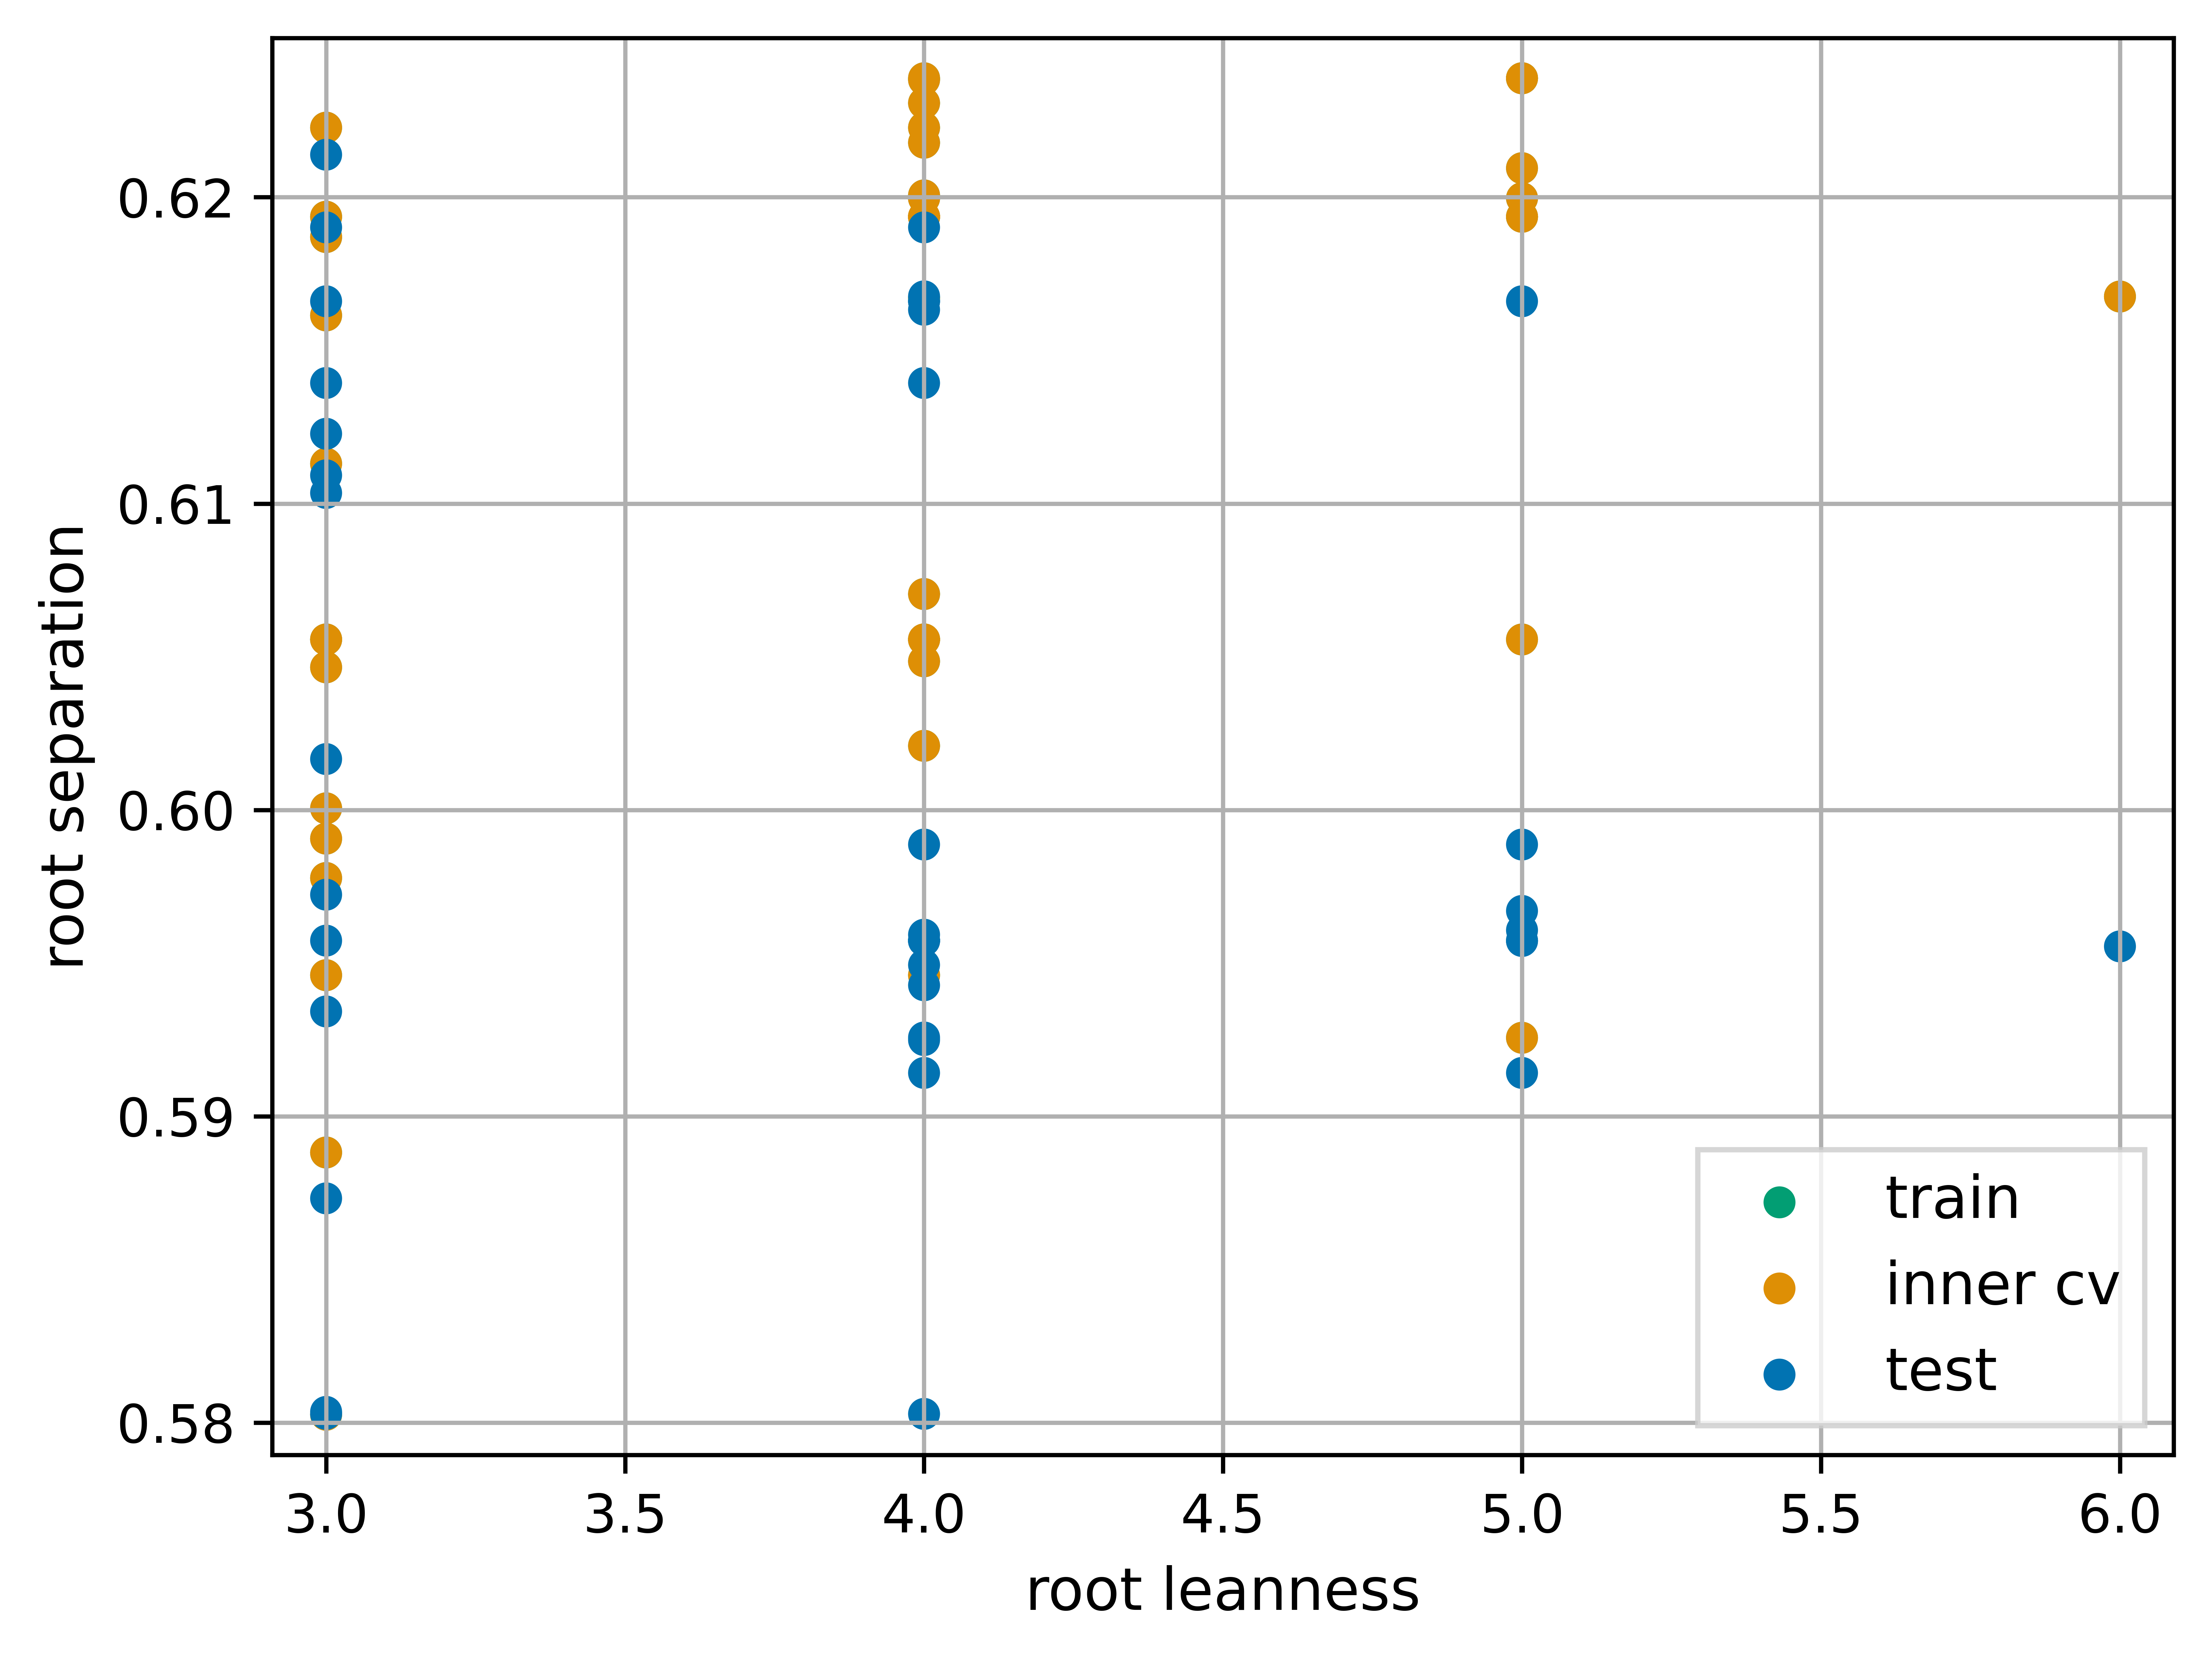 root separation
0.62
0.61
0.60
0.59
0.58
3.0 3.5 4.0 4.5 5.0 5.5 6.0
root leanness
train
inner cv
test